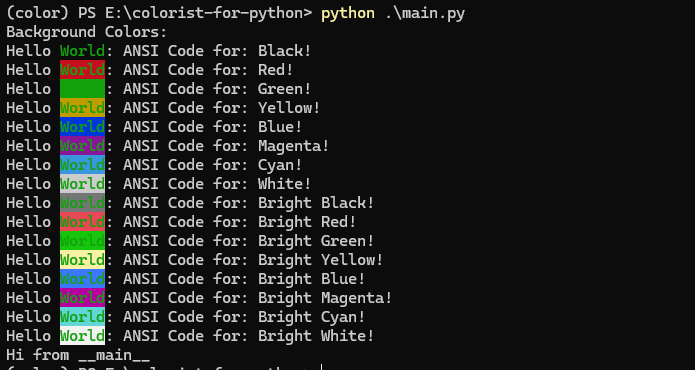 (color) PS E:\colorist-for-python> python .\main.py
Background Colors:
Hello World: ANSI Code for: Black!
Hello World: ANSI Code for: Red!
Hello : ANSI Code for: Green!
Hello World: ANSI Code for: Yellow!
Hello World: ANSI Code for: Blue!
Hello World: ANSI Code for: Magenta!
Hello World: ANSI Code for: Cyan!
Hello World: ANSI Code for: White!
Hello World: ANSI Code for: Bright Black!
Hello World: ANSI Code for: Bright Red!
Hello World: ANSI Code for: Bright Green!
Hello World: ANSI Code for: Bright Yellow!
Hello World: ANSI Code for: Bright Blue!
Hello World: ANSI Code for: Bright Magenta!
Hello World: ANSI Code for: Bright Cyan!
Hello World: ANSI Code for: Bright White!
Hi from __main__
(color) PS E:\colorist-for-python>